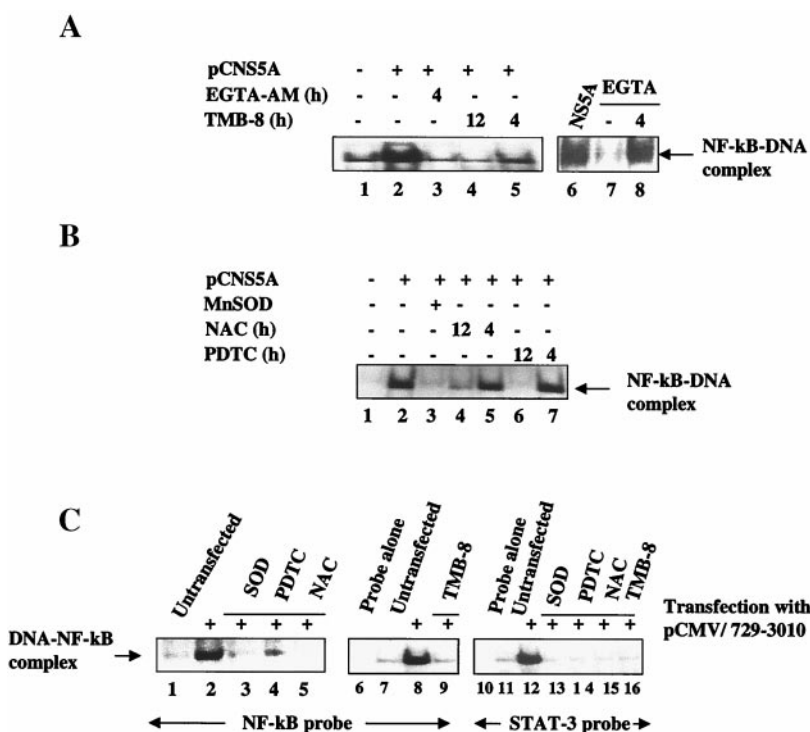 A
pCNS5A - + + + +
EGTA-AM (h) - - 4 - -
TMB-8 (h) - - - 12 4
NS5A EGTA
- 4
NF-kB-DNA complex
1 2 3 4 5 6 7 8
B
pCNS5A - + + + + + +
MnSOD - - + - - - -
NAC (h) - - - 12 4 - -
PDTC (h) - - - - - 12 4
NF-kB-DNA complex
1 2 3 4 5 6 7
C
Untransfected SOD PDTC NAC Probe alone Untransfected TMB-8 Probe alone Untransfected SOD PDTC NAC TMB-8
+ + + + + + + + + + +
Transfection with pCMV/ 729-3010
DNA-NF-kB complex
1 2 3 4 5 6 7 8 9 10 11 12 13 1 4 15 16
NF-kB probe STAT-3 probe